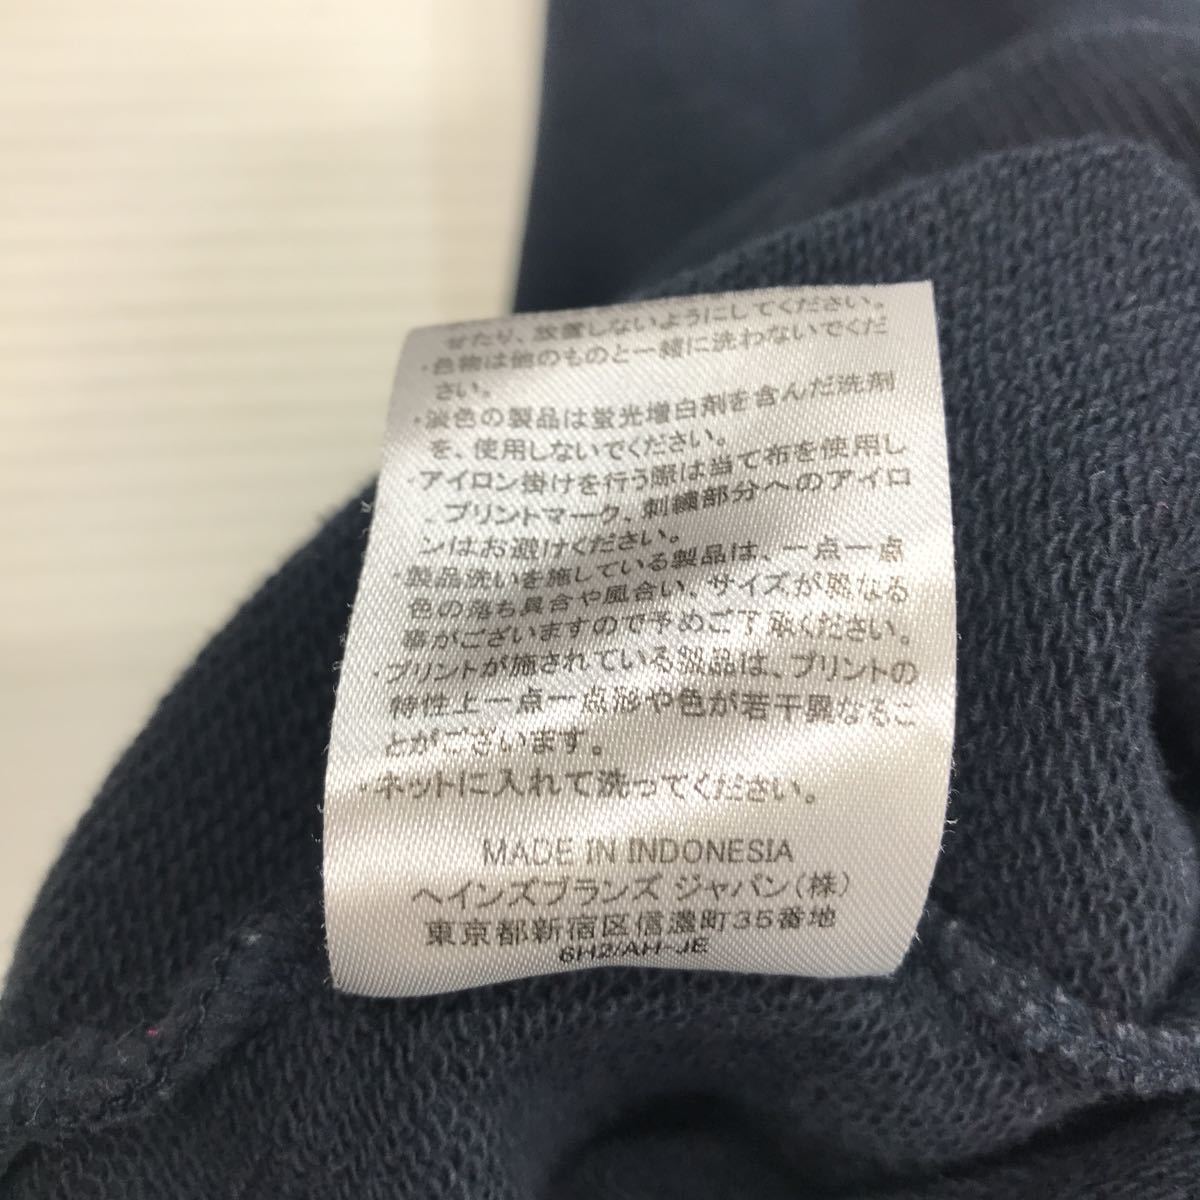 せたり、放置しないようにしてください。
・色物は他のものと一緒に洗わないでくだ
さい。
・淡色の製品は蛍光増白剤を含んだ洗剤
を、使用しないでください。
・アイロン掛けを行う際は当て布を使用し
、プリントマーク、刺繍部分へのアイロ
ンはお避けください。
・製品洗いを施している製品は、一点一点
色の落ち具合や風合い、サイズが異なる
事がございますので予めご了承ください。
・プリントが施されている製品は、プリントの
特性上一点一点形や色が若干異なるこ
とがございます。
・ネットに入れて洗ってください。
MADE IN INDONESIA
ヘインズブランズ ジャパン(株)
東京都新宿区信濃町35番地
6H2/AH-JE